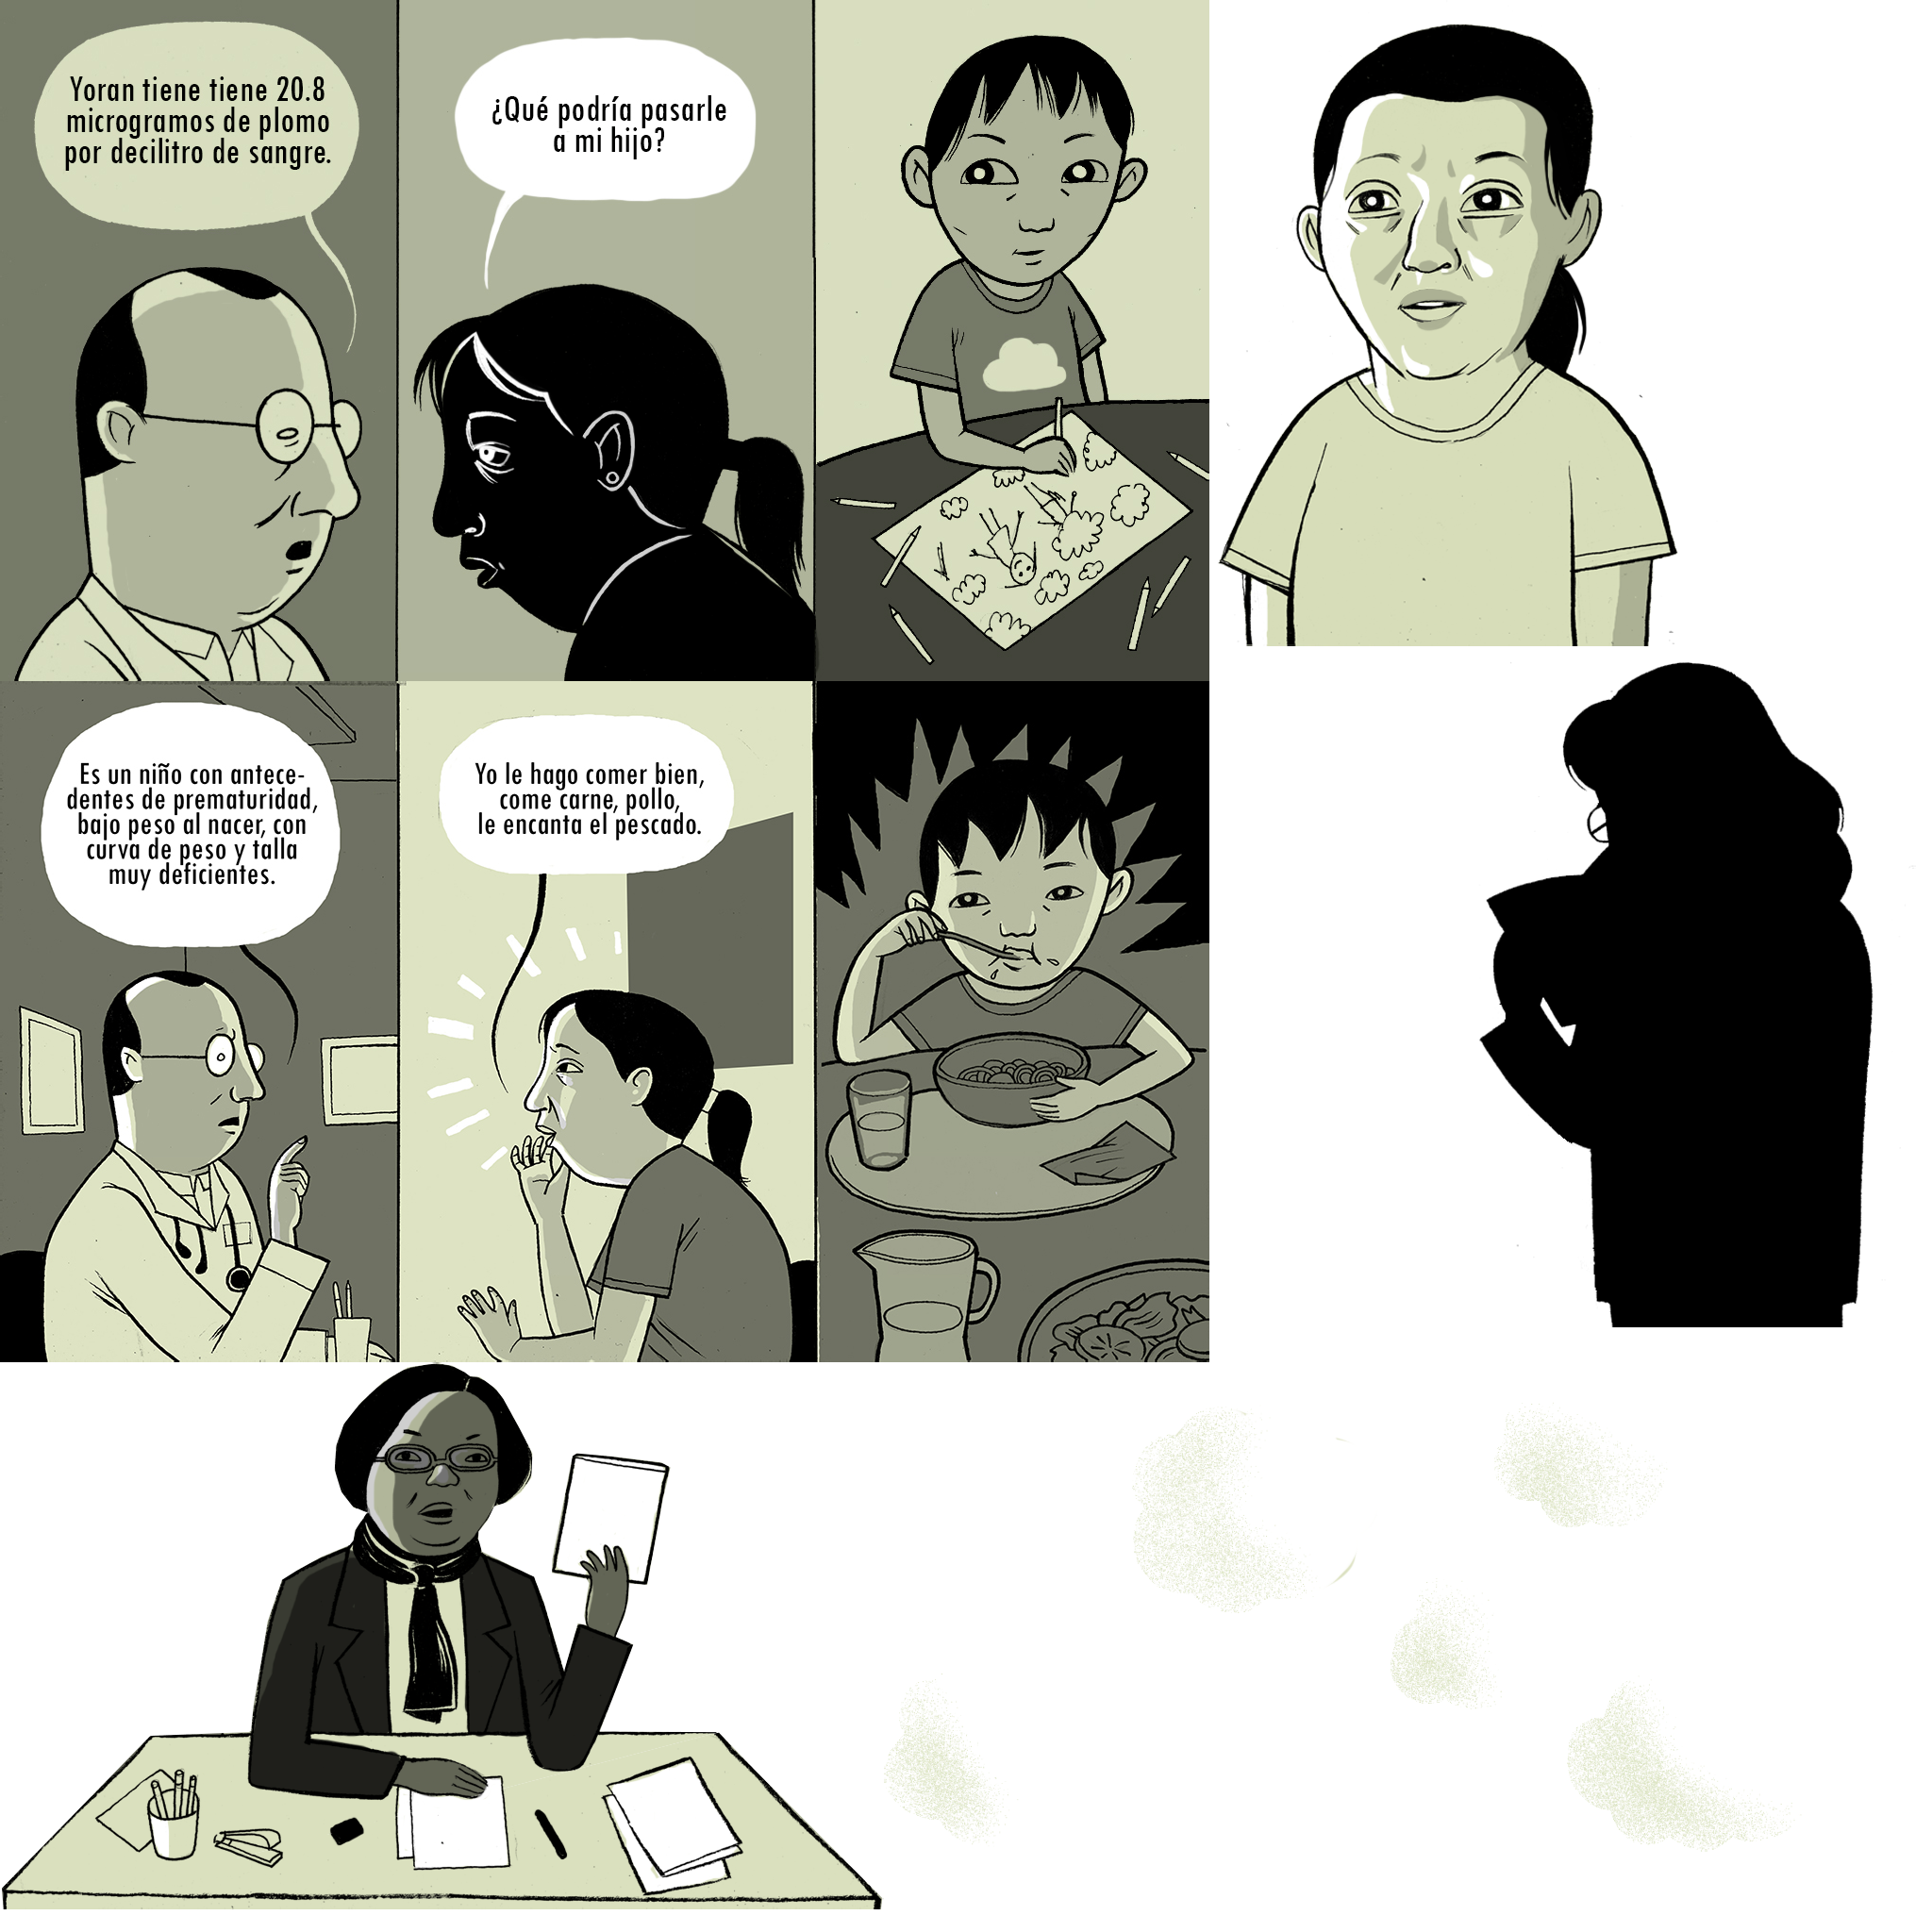 Yoran tiene tiene 20.8
microgramos de plomo
por decilitro de sangre.
¿Qué podría pasarle
a mi hijo?
Es un niño con antece-
dentes de prematuridad,
bajo peso al nacer, con
curva de peso y talla
muy deficientes.
Yo le hago comer bien,
come carne, pollo,
le encanta el pescado.